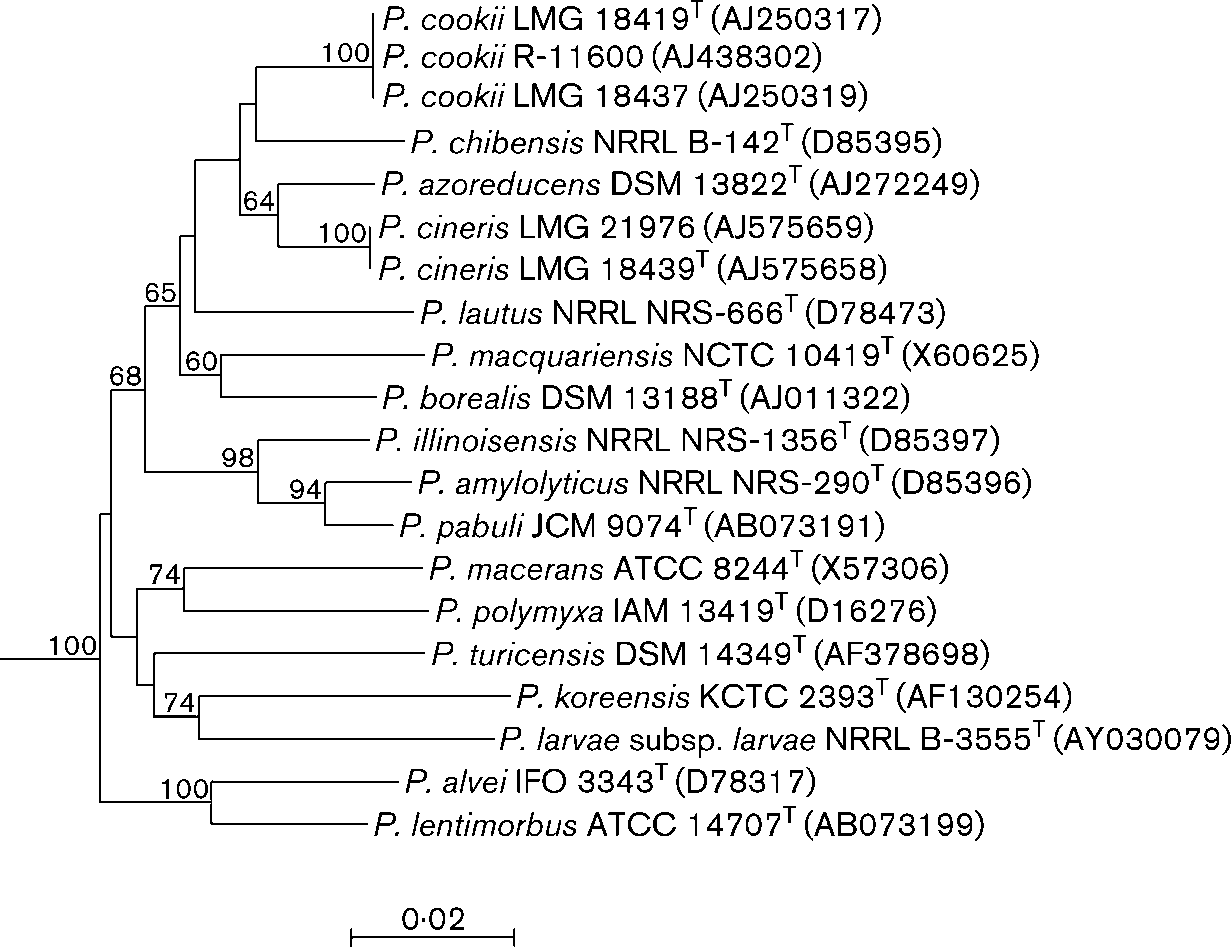 P. cookii LMG 18419T (AJ250317)
100 P. cookii R-11600 (AJ438302)
P. cookii LMG 18437 (AJ250319)
P. chibensis NRRL B-142T (D85395)
P. azoreducens DSM 13822T (AJ272249)
64
100 P. cineris LMG 21976 (AJ575659)
P. cineris LMG 18439T (AJ575658)
65
P. lautus NRRL NRS-666T (D78473)
P. macquariensis NCTC 10419T (X60625)
60
68
P. borealis DSM 13188T (AJ011322)
P. illinoisensis NRRL NRS-1356T (D85397)
98
P. amylolyticus NRRL NRS-290T (D85396)
94
P. pabuli JCM 9074T (AB073191)
P. macerans ATCC 8244T (X57306)
74
P. polymyxa IAM 13419T (D16276)
100
P. turicensis DSM 14349T (AF378698)
P. koreensis KCTC 2393T (AF130254)
74
P. larvae subsp. larvae NRRL B-3555T (AY030079)
P. alvei IFO 3343T (D78317)
100
P. lentimorbus ATCC 14707T (AB073199)
0·02